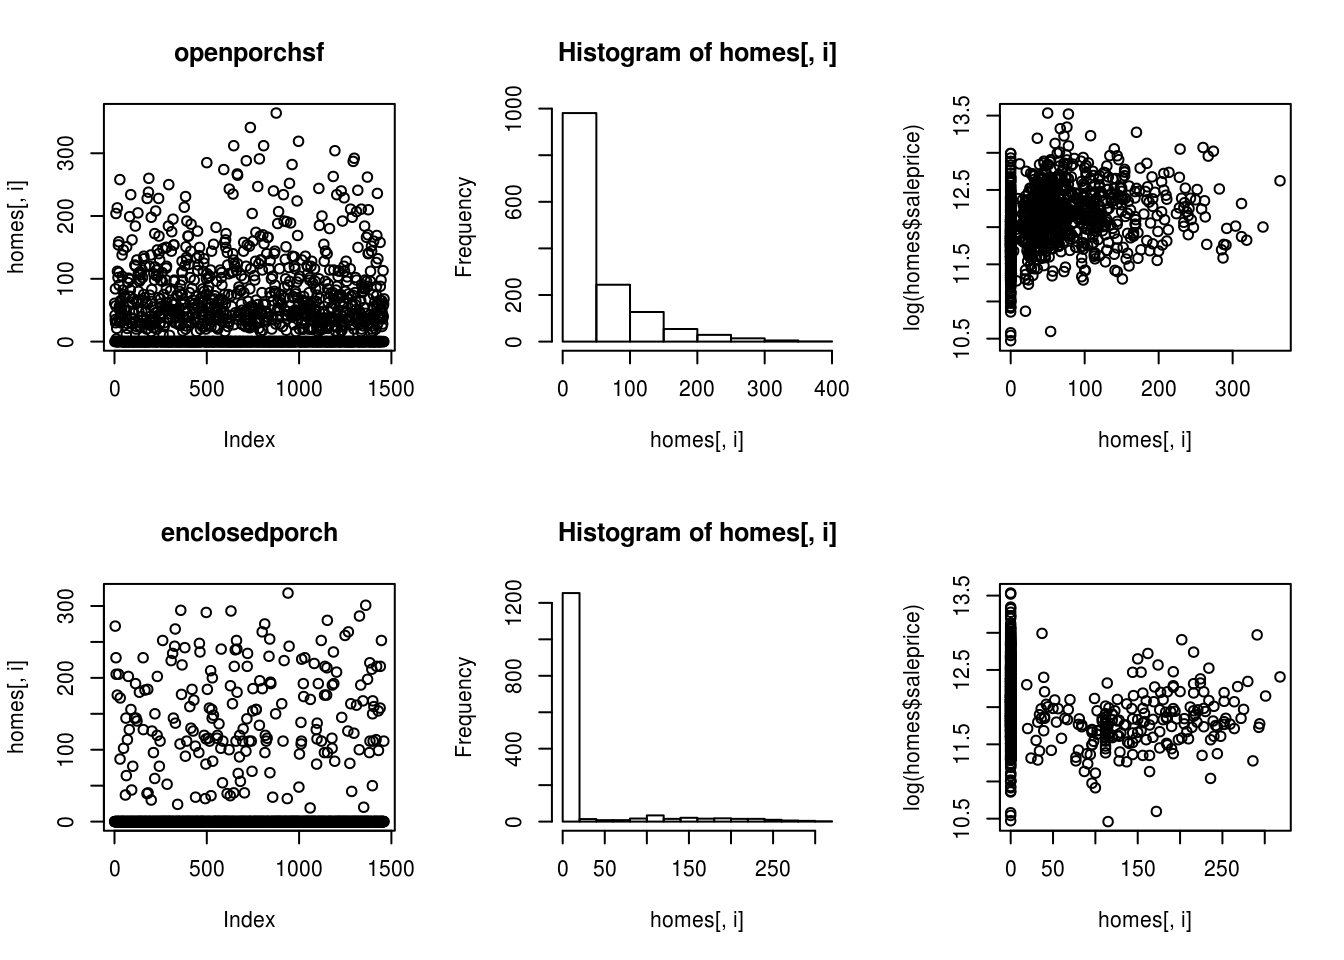 openporchsf
homes[, i]
0 100 200 300
0 500 1000 1500
Index
Histogram of homes[, i]
Frequency
0 200 600 1000
0 100 200 300 400
homes[, i]
log(homes$saleprice)
10.5 11.5 12.5 13.5
0 100 200 300
homes[, i]
enclosedporch
homes[, i]
0 100 200 300
0 500 1000 1500
Index
Histogram of homes[, i]
Frequency
0 400 800 1200
0 50 150 250
homes[, i]
log(homes$saleprice)
10.5 11.5 12.5 13.5
0 50 150 250
homes[, i]